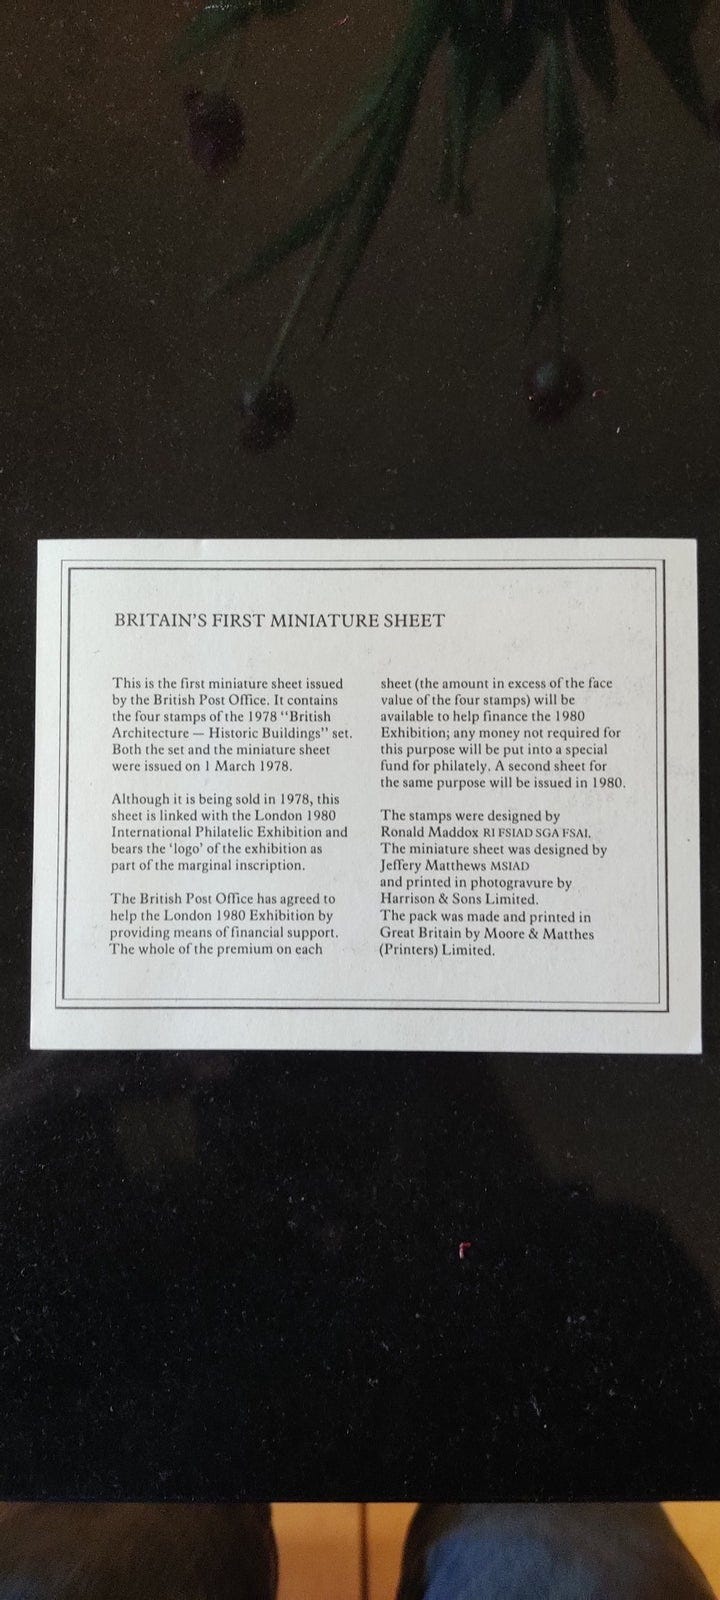 BRITAIN'S FIRST MINIATURE SHEET
This is the first miniature sheet issued
by the British Post Office. It contains
the four stamps of the 1978 "British
Architecture — Historic Buildings" set.
Both the set and the miniature sheet
were issued on 1 March 1978.
Although it is being sold in 1978, this
sheet is linked with the London 1980
International Philatelic Exhibition and
bears the 'logo' of the exhibition as
part of the marginal inscription.
The British Post Office has agreed to
help the London 1980 Exhibition by
providing means of financial support.
The whole of the premium on each
sheet (the amount in excess of the face
value of the four stamps) will be
available to help finance the 1980
Exhibition; any money not required for
this purpose will be put into a special
fund for philately. A second sheet for
the same purpose will be issued in 1980.
The stamps were designed by
Ronald Maddox RI FSIAD SGA FSAI.
The miniature sheet was designed by
Jeffery Matthews MSIAD
and printed in photogravure by
Harrison & Sons Limited.
The pack was made and printed in
Great Britain by Moore & Matthes
(Printers) Limited.